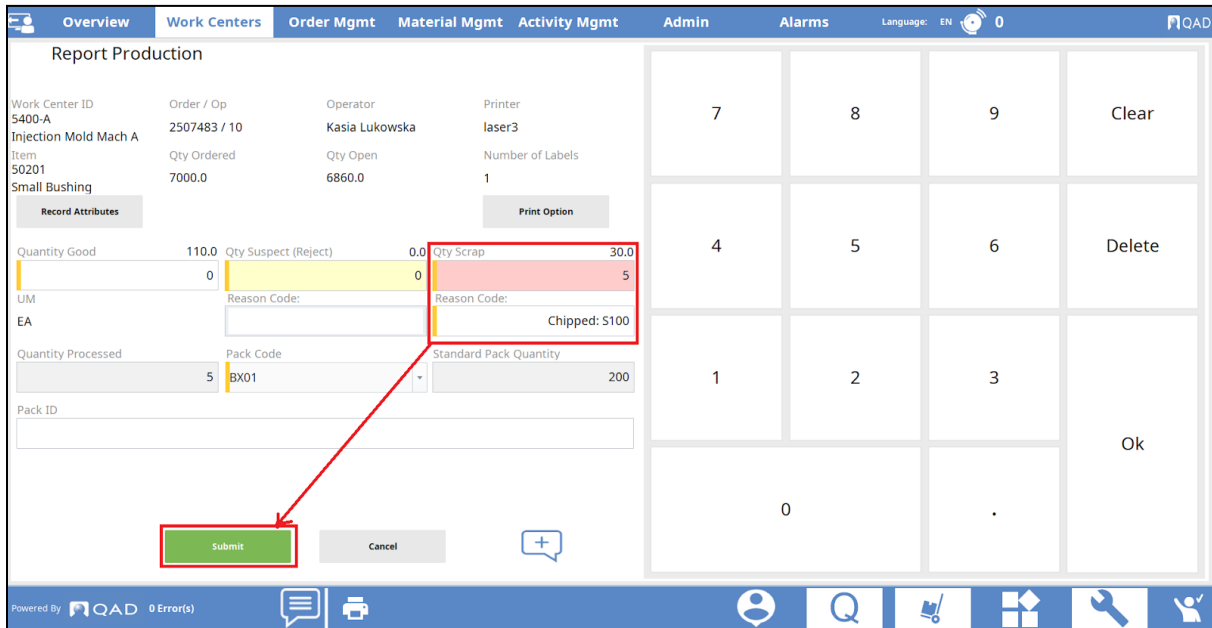 Overview Work Centers Order Mgmt Material Mgmt Activity Mgmt Admin Alarms Language: EN 0 QAD
Report Production
Work Center ID Order / Op Operator Printer
5400-A 2507483 / 10 Kasia Lukowska laser3
Injection Mold Mach A
Item Qty Ordered Qty Open Number of Labels
50201 7000.0 6860.0 1
Small Bushing
Record Attributes Print Option
Quantity Good 110.0 Qty Suspect (Reject) 0.0 Qty Scrap 30.0
0 0 5
UM Reason Code: Reason Code:
EA Chipped: S100
Quantity Processed Pack Code Standard Pack Quantity
5 BX01 200
Pack ID
Submit Cancel
7 8 9 Clear
4 5 6 Delete
1 2 3
Ok
0 .
Powered By QAD 0 Error(s) Q